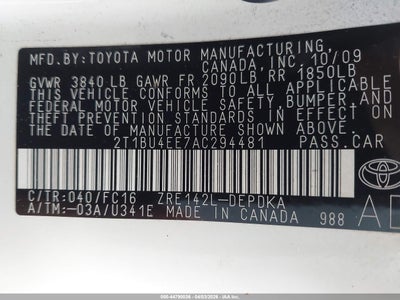 MFD.BY:TOYOTA MOTOR MANUFACTURING,
CANADA,INC. 10/09
GVWR 3840 LB GAWR FR 2090LB,RR 1850LB
THIS VEHICLE CONFORMS TO ALL APPLICABLE
FEDERAL MOTOR VEHICLE SAFETY,BUMPER,AND
THEFT PREVENTION STANDARDS IN EFFECT ON
THE DATE OF MANUFACTURE SHOWN ABOVE.
2T1BU4EE7AC294481 PASS.CAR
C/TR:040/FC16 ZRE142L-DEPDKA
A/TM:-03A/U341E MADE IN CANADA 988
TOYOTA